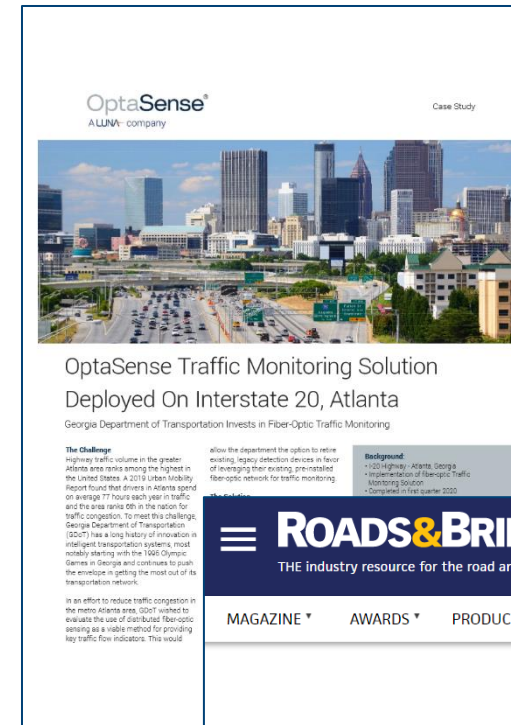 OptaSense®
A LUNA company
Case Study
OptaSense Traffic Monitoring Solution
Deployed On Interstate 20, Atlanta
Georgia Department of Transportation Invests in Fiber-Optic Traffic Monitoring
The Challenge
Highway traffic volume in the greater
Atlanta area ranks among the highest in
the United States. A 2019 Urban Mobility
Report found that drivers in Atlanta spend
on average 77 hours each year in traffic
and the area ranks 6th in the nation for
traffic congestion. To meet this challenge,
Georgia Department of Transportation
(GDoT) has a long history of innovation in
intelligent transportation systems; most
notably starting with the 1996 Olympic
Games in Georgia and continues to push
the envelope in getting the most out of its
transportation network.
In an effort to reduce traffic congestion in
the metro Atlanta area, GDoT wished to
evaluate the use of distributed fiber-optic
sensing as a viable method for providing
key traffic flow indicators. This would
allow the department the option to retire
existing, legacy detection devices in favor
of leveraging their existing, pre-installed
fiber-optic network for traffic monitoring.
The Solution
Background:
• I-20 Highway - Atlanta, Georgia
• Implementation of fiber-optic Traffic
Monitoring Solution
• Completed in first quarter 2020
ROADS&BRI
THE industry resource for the road a
MAGAZINE ▼
AWARDS ▼
PRODUC